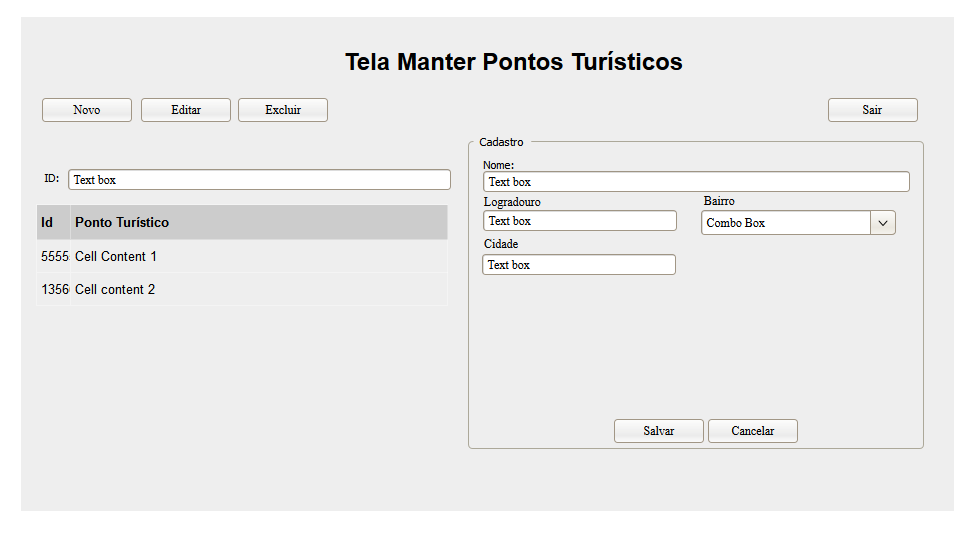 Tela Manter Pontos Turísticos
Novo Editar Excluir Sair
ID: Text box
Id Ponto Turístico
5555 Cell Content 1
1356 Cell content 2
Cadastro
Nome:
Text box
Logradouro Bairro
Text box Combo Box
Cidade
Text box
Salvar Cancelar